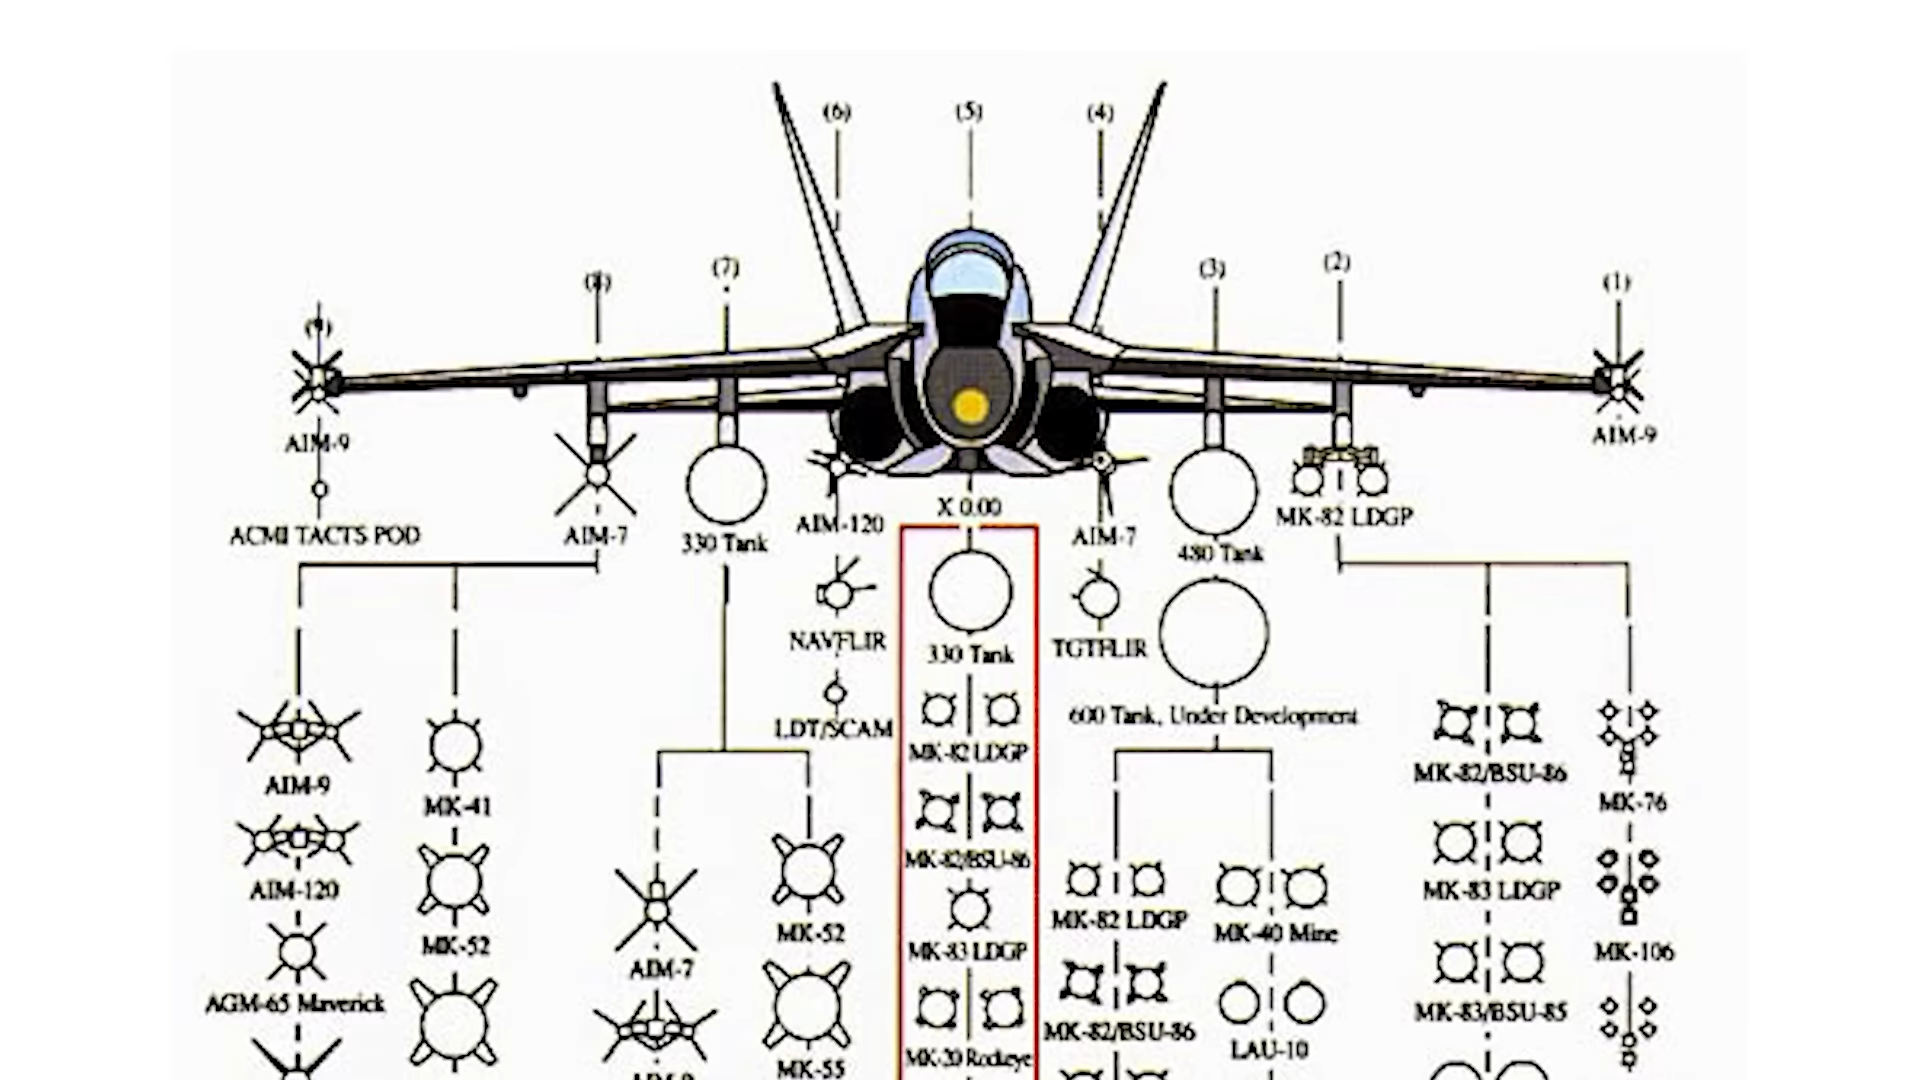 (6)
(5)
(4)
(8)
(7)
(3)
(2)
(1)
(9)
AIM-9
AIM-9
ACMI TACTS POD
AIM-7
330 Tank
AIM-120
X 0.00
AIM-7
480 Tank
MK-82 LDGP
NAVFLIR
330 Tank
TGTFLIR
LDT/SCAM
600 Tank, Under Development
MK-82 LDGP
MK-82/BSU-86
MK-76
AIM-9
MK-41
MK-82/BSU-86
MK-83 LDGP
AIM-120
MK-52
MK-52
MK-83 LDGP
MK-82 LDGP
MK-40 Mine
MK-106
AIM-7
AGM-65 Maverick
MK-83/BSU-85
MK-82/BSU-86
MK-20 Rockeye
LAU-10
MK-55